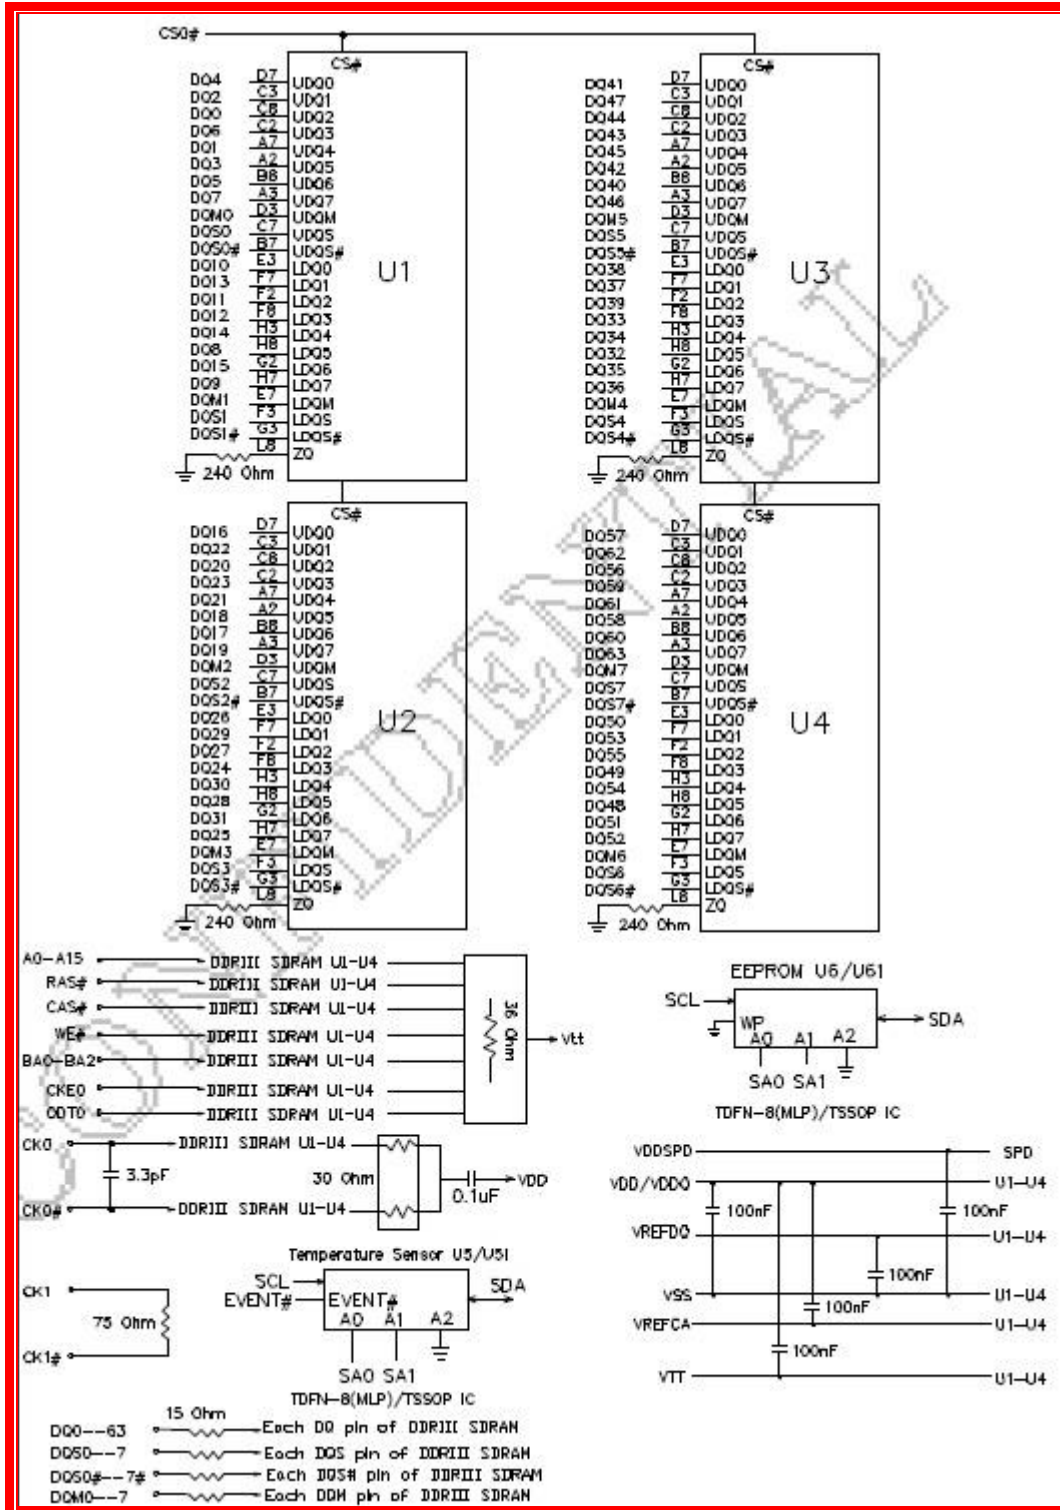 CS0#
CS#
DQ4 D7 UDQ0
DQ2 C3 UDQ1
DQ0 C8 UDQ2
DQ6 C2 UDQ3
DQ1 A7 UDQ4
DQ3 A2 UDQ5
DQ5 B8 UDQ6
DQ7 A3 UDQ7
DQM0 D3 UDQM
DQS0 C7 UDQS
DQS0# B7 UDQS#
DQ10 E3 LDQ0
DQ13 F7 LDQ1
DQ11 F2 LDQ2
DQ12 F8 LDQ3
DQ14 H3 LDQ4
DQ8 H8 LDQ5
DQ15 G2 LDQ6
DQ9 H7 LDQ7
DQM1 E7 LDQM
DQS1 F3 LDQS
DQS1# G3 LDQS#
L8 ZQ
240 Ohm
U1
CS#
DQ41 D7 UDQ0
DQ47 C3 UDQ1
DQ44 C8 UDQ2
DQ43 C2 UDQ3
DQ45 A7 UDQ4
DQ42 A2 UDQ5
DQ40 B8 UDQ6
DQ46 A3 UDQ7
DQM5 D3 UDQM
DQS5 C7 UDQS
DQS5# B7 UDQS#
DQ38 E3 LDQ0
DQ37 F7 LDQ1
DQ39 F2 LDQ2
DQ33 F8 LDQ3
DQ34 H3 LDQ4
DQ32 H8 LDQ5
DQ35 G2 LDQ6
DQ36 H7 LDQ7
DQM4 E7 LDQM
DQS4 F3 LDQS
DQS4# G3 LDQS#
L8 ZQ
240 Ohm
U3
CS#
DQ16 D7 UDQ0
DQ22 C3 UDQ1
DQ20 C8 UDQ2
DQ23 C2 UDQ3
DQ21 A7 UDQ4
DQ18 A2 UDQ5
DQ17 B8 UDQ6
DQ19 A3 UDQ7
DQM2 D3 UDQM
DQS2 C7 UDQS
DQS2# B7 UDQS#
DQ26 E3 LDQ0
DQ29 F7 LDQ1
DQ27 F2 LDQ2
DQ24 F8 LDQ3
DQ30 H3 LDQ4
DQ28 H8 LDQ5
DQ31 G2 LDQ6
DQ25 H7 LDQ7
DQM3 E7 LDQM
DQS3 F3 LDQS
DQS3# G3 LDQS#
L8 ZQ
240 Ohm
U2
CS#
DQ57 D7 UDQ0
DQ62 C3 UDQ1
DQ56 C8 UDQ2
DQ59 C2 UDQ3
DQ61 A7 UDQ4
DQ58 A2 UDQ5
DQ60 B8 UDQ6
DQ63 A3 UDQ7
DQM7 D3 UDQM
DQS7 C7 UDQS
DQS7# B7 UDQS#
DQ50 E3 LDQ0
DQ53 F7 LDQ1
DQ55 F2 LDQ2
DQ49 F8 LDQ3
DQ54 H3 LDQ4
DQ48 H8 LDQ5
DQ51 G2 LDQ6
DQ52 H7 LDQ7
DQM6 E7 LDQM
DQS6 F3 LDQS
DQS6# G3 LDQS#
L8 ZQ
240 Ohm
U4
CONFIDENTIAL
A0-A15 DDRIII SDRAM U1-U4
RAS# DDRIII SDRAM U1-U4
CAS# DDRIII SDRAM U1-U4
WE# DDRIII SDRAM U1-U4
BA0-BA2 DDRIII SDRAM U1-U4
CKE0 DDRIII SDRAM U1-U4
ODT0 DDRIII SDRAM U1-U4
36 Ohm
Vtt
EEPROM U6/U61
SCL
WP
A0 A1 A2
SDA
SA0 SA1
TDFN-8(MLP)/TSSOP IC
CK0 DDRIII SDRAM U1-U4
3.3pF
30 Ohm
0.1uF
VDD
CK0# DDRIII SDRAN U1-U4
VDDSPD SPD
VDD/VDDQ U1-U4
100nF 100nF
VREFDQ U1-U4
100nF
VSS U1-U4
100nF
VREFCA U1-U4
100nF
VTT U1-U4
Temperature Sensor U5/U51
SCL
EVENT# EVENT#
A0 A1 A2
SDA
SA0 SA1
TDFN-8(MLP)/TSSOP IC
CK1
75 Ohm
CK1#
15 Ohm
DQ0--63 Each DQ pin of DDRIII SDRAN
DQS0--7 Each DQS pin of DDRIII SDRAM
DQS0#--7# Each DQS# pin of DDRIII SDRAM
DQM0--7 Each DQM pin of DDRIII SDRAN